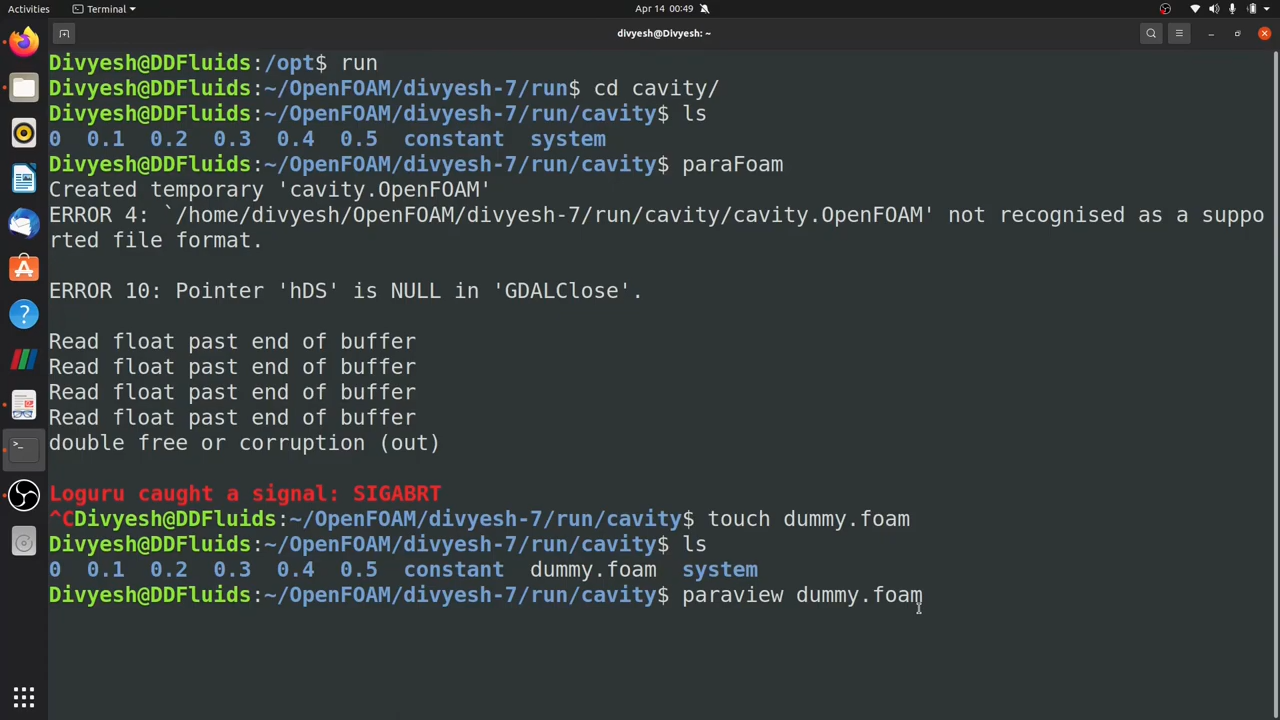 Activities
Terminal
Apr 14 00:49
divyesh@Divyesh: ~
Divyesh@DDFluids:/opt$ run
Divyesh@DDFluids:~/OpenFOAM/divyesh-7/run$ cd cavity/
Divyesh@DDFluids:~/OpenFOAM/divyesh-7/run/cavity$ ls
0 0.1 0.2 0.3 0.4 0.5 constant system
Divyesh@DDFluids:~/OpenFOAM/divyesh-7/run/cavity$ paraFoam
Created temporary 'cavity.OpenFOAM'
ERROR 4: `/home/divyesh/OpenFOAM/divyesh-7/run/cavity/cavity.OpenFOAM' not recognised as a suppo
rted file format.
ERROR 10: Pointer 'hDS' is NULL in 'GDALClose'.
Read float past end of buffer
Read float past end of buffer
Read float past end of buffer
Read float past end of buffer
double free or corruption (out)
Loguru caught a signal: SIGABRT
^CDivyesh@DDFluids:~/OpenFOAM/divyesh-7/run/cavity$ touch dummy.foam
Divyesh@DDFluids:~/OpenFOAM/divyesh-7/run/cavity$ ls
0 0.1 0.2 0.3 0.4 0.5 constant dummy.foam system
Divyesh@DDFluids:~/OpenFOAM/divyesh-7/run/cavity$ paraview dummy.foam